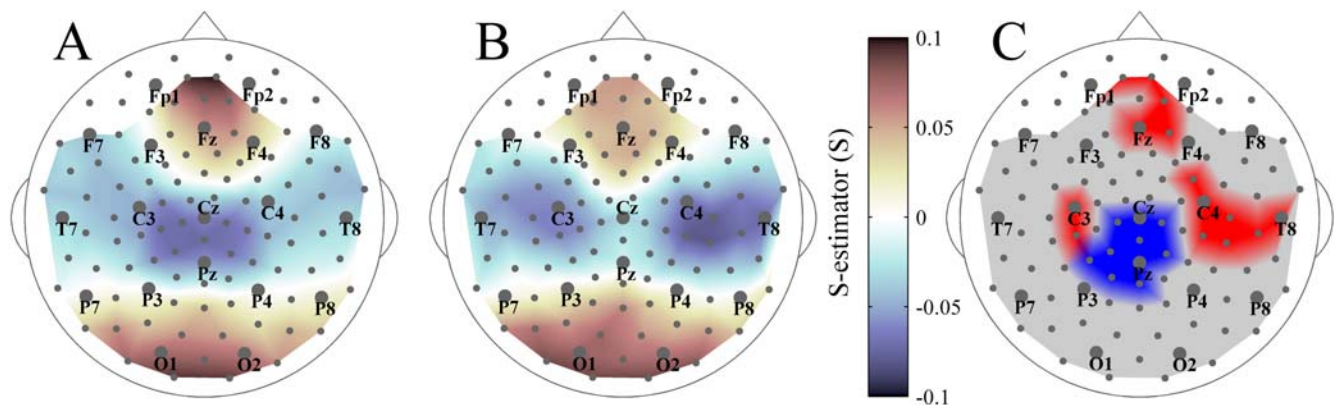 A
Fp1 Fp2
F7 F3 Fz F4 F8
T7 C3 Cz C4 T8
Pz
P7 P3 P4 P8
O1 O2
B
Fp1 Fp2
F7 F3 Fz F4 F8
T7 C3 Cz C4 T8
Pz
P7 P3 P4 P8
O1 O2
S-estimator (S)
0.1
0.05
0
-0.05
-0.1
C
Fp1 Fp2
F7 F3 Fz F4 F8
T7 C3 Cz C4 T8
Pz
P7 P3 P4 P8
O1 O2